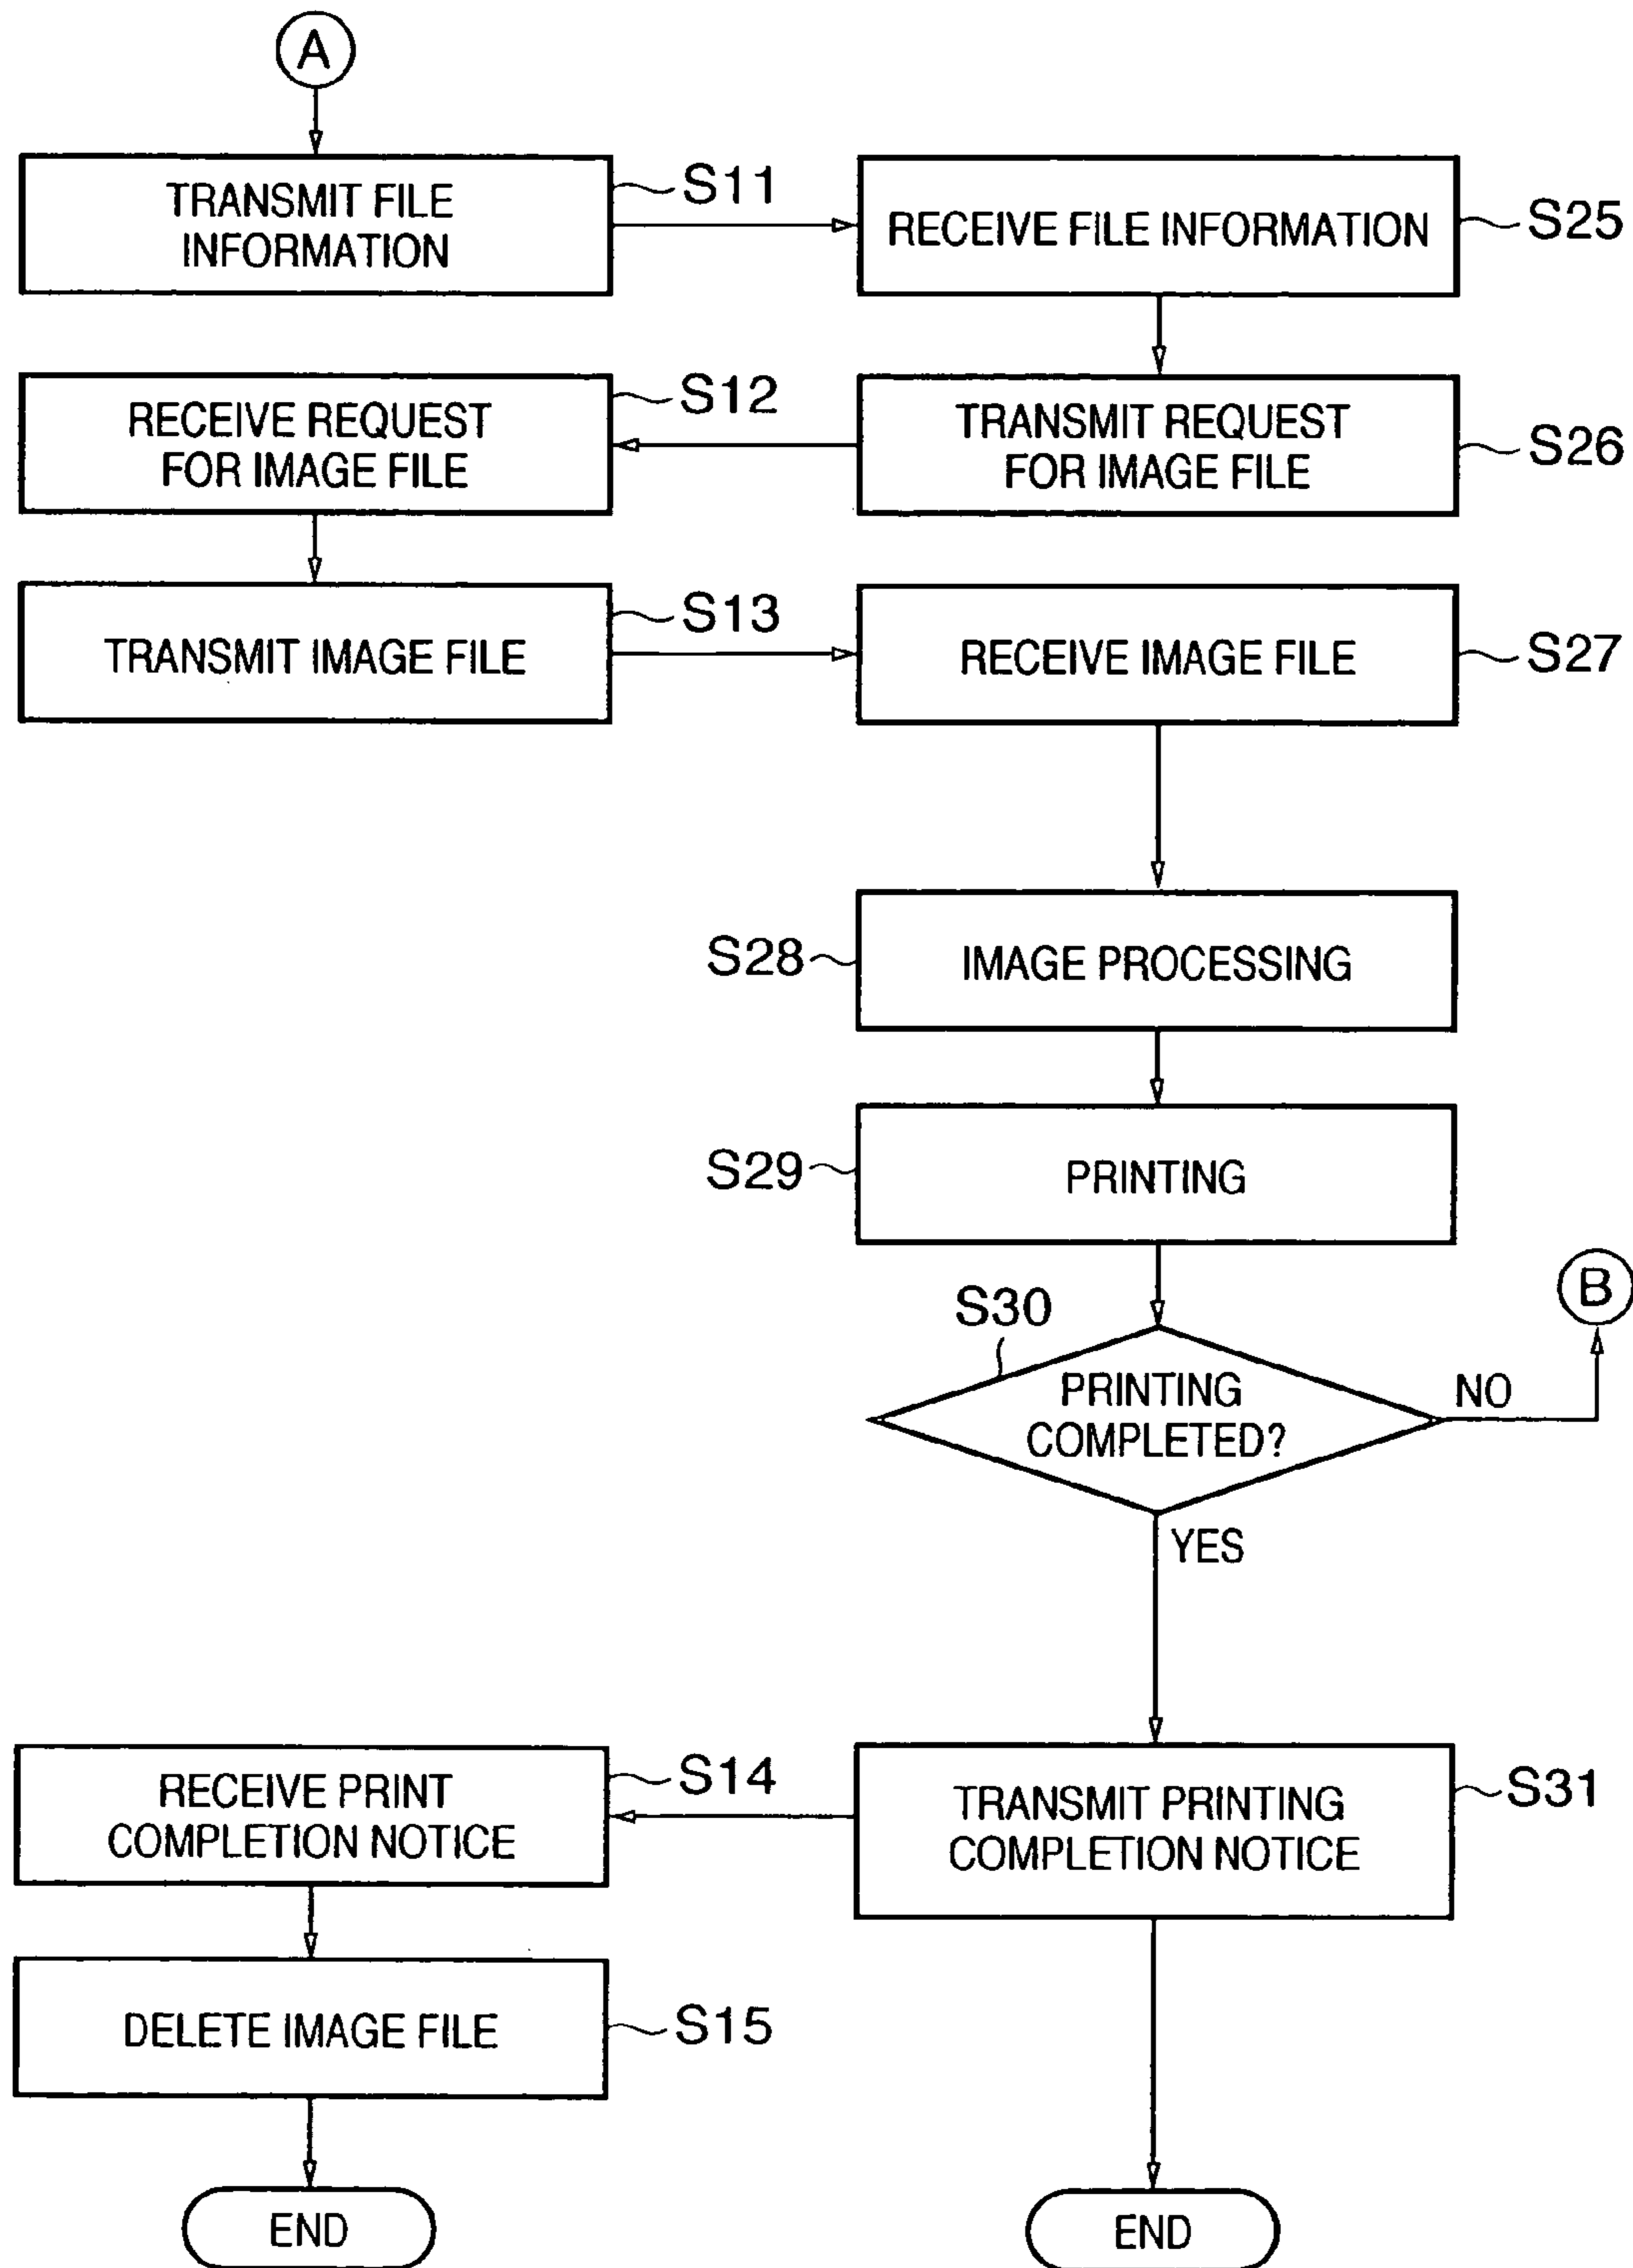 A
TRANSMIT FILE
INFORMATION
S11
RECEIVE FILE INFORMATION
S25
RECEIVE REQUEST
FOR IMAGE FILE
S12
TRANSMIT REQUEST
FOR IMAGE FILE
S26
TRANSMIT IMAGE FILE
S13
RECEIVE IMAGE FILE
S27
S28
IMAGE PROCESSING
S29
PRINTING
B
S30
PRINTING
COMPLETED?
NO
YES
RECEIVE PRINT
COMPLETION NOTICE
S14
TRANSMIT PRINTING
COMPLETION NOTICE
S31
DELETE IMAGE FILE
S15
END
END